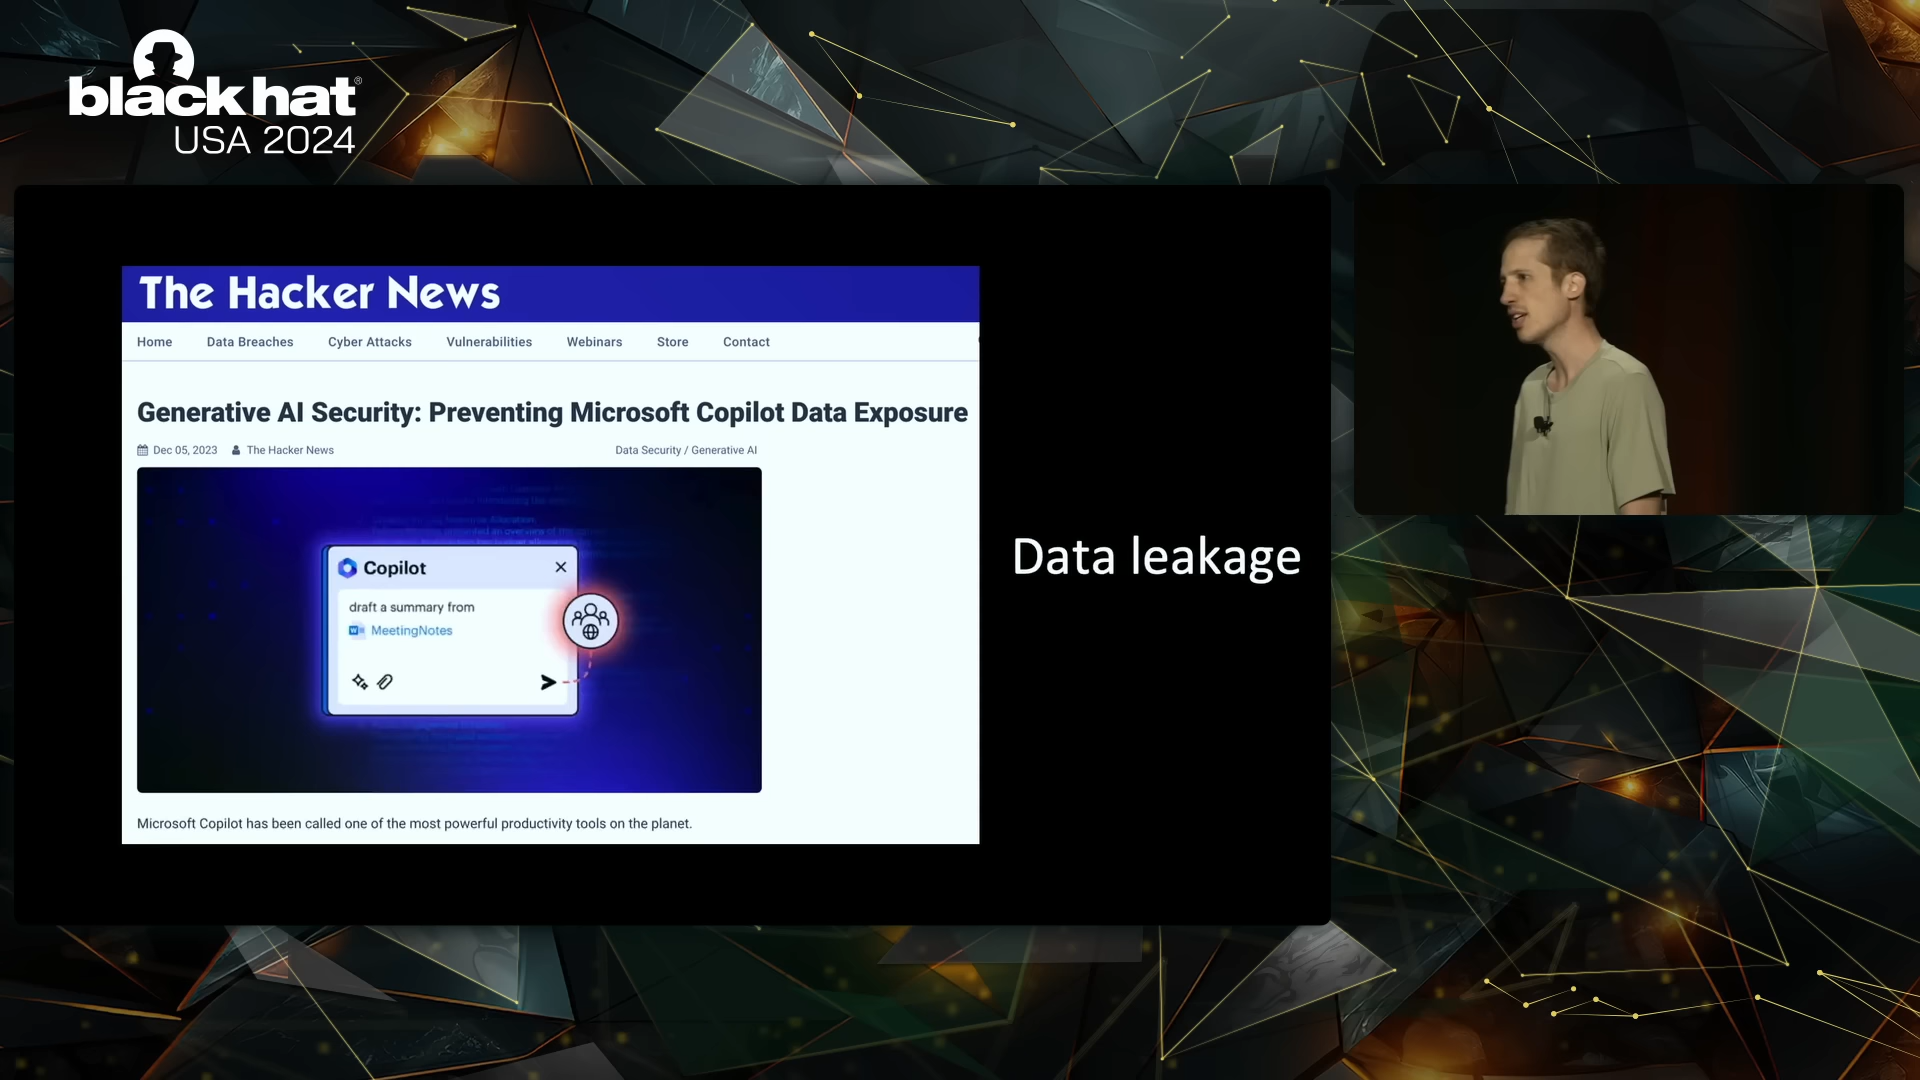 black hat®
USA 2024
The Hacker News
Home Data Breaches Cyber Attacks Vulnerabilities Webinars Store Contact
Generative AI Security: Preventing Microsoft Copilot Data Exposure
Dec 05, 2023 The Hacker News Data Security / Generative AI
Copilot
draft a summary from
MeetingNotes
Microsoft Copilot has been called one of the most powerful productivity tools on the planet.
Data leakage